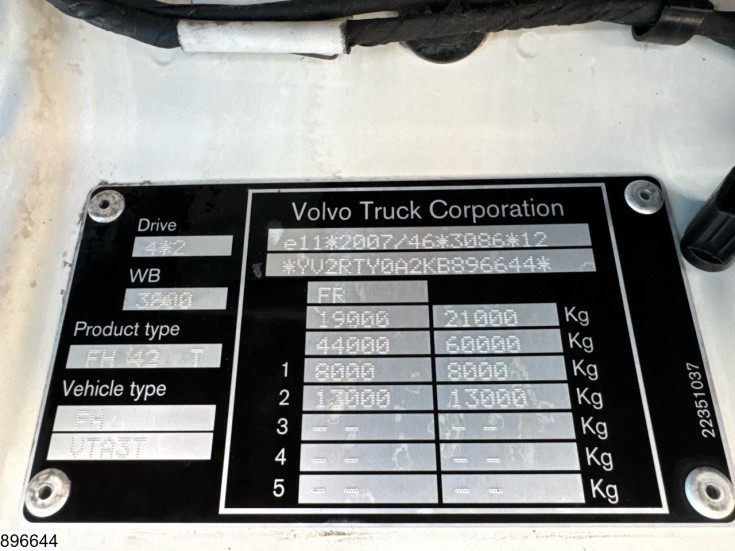 Drive
4*2
WB
3800
Product type
FH 42 T
Vehicle type
FH
VTA3T
Volvo Truck Corporation
e11*2007/46*3086*12
*YV2RTY0A2KB896644*
FR
19000 21000 Kg
44000 60000 Kg
1 8000 8000 Kg
2 13000 13000 Kg
3 -- -- Kg
4 -- -- Kg
5 -- -- Kg
22351037
896644